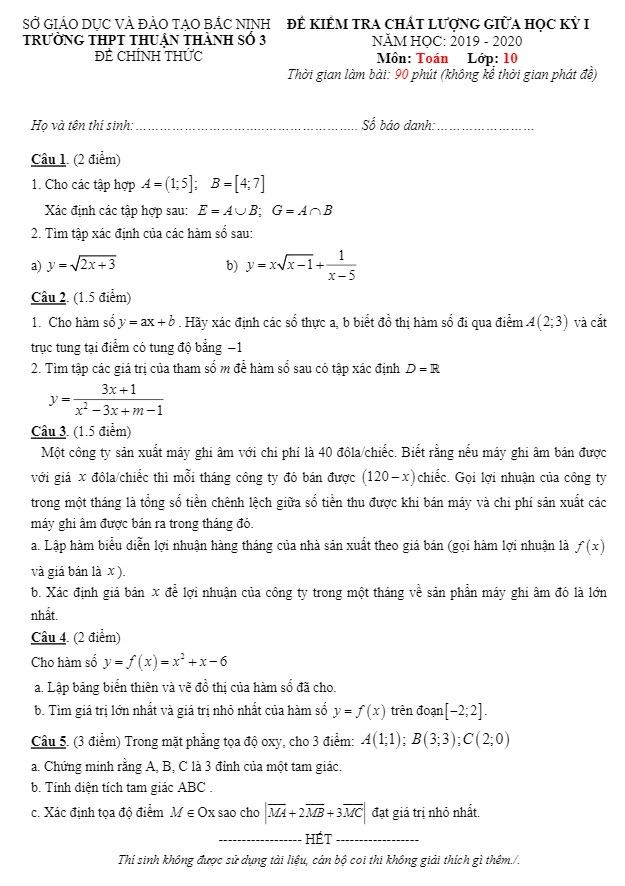 SỞ GIÁO DỤC VÀ ĐÀO TẠO BẮC NINH
TRƯỜNG THPT THUẬN THÀNH SỐ 3
ĐỀ CHÍNH THỨC
ĐỀ KIỂM TRA CHẤT LƯỢNG GIỮA HỌC KỲ I
NĂM HỌC: 2019 - 2020
Môn: Toán Lớp: 10
Thời gian làm bài: 90 phút (không kể thời gian phát đề)
Họ và tên thí sinh:……………………………………………….. Số báo danh:……………………
Câu 1. (2 điểm)
1. Cho các tập hợp A = (1;5]; B = [4;7]
Xác định các tập hợp sau: E = A ∪ B; G = A ∩ B
2. Tìm tập xác định của các hàm số sau:
a) y = √(2x+3) b) y = x√(x−1) + 1/(x−5)
Câu 2. (1.5 điểm)
1. Cho hàm số y = ax + b. Hãy xác định các số thực a, b biết đồ thị hàm số đi qua điểm A(2;3) và cắt
trục tung tại điểm có tung độ bằng −1
2. Tìm tập các giá trị của tham số m để hàm số sau có tập xác định D = ℝ
y = (3x+1)/(x² − 3x + m − 1)
Câu 3. (1.5 điểm)
Một công ty sản xuất máy ghi âm với chi phí là 40 đôla/chiếc. Biết rằng nếu máy ghi âm bán được
với giá x đôla/chiếc thì mỗi tháng công ty đó bán được (120 − x) chiếc. Gọi lợi nhuận của công ty
trong một tháng là tổng số tiền chênh lệch giữa số tiền thu được khi bán máy và chi phí sản xuất các
máy ghi âm được bán ra trong tháng đó.
a. Lập hàm biểu diễn lợi nhuận hàng tháng của nhà sản xuất theo giá bán (gọi hàm lợi nhuận là f(x)
và giá bán là x).
b. Xác định giá bán x để lợi nhuận của công ty trong một tháng về sản phẩm máy ghi âm đó là lớn
nhất.
Câu 4. (2 điểm)
Cho hàm số y = f(x) = x² + x − 6
a. Lập bảng biến thiên và vẽ đồ thị của hàm số đã cho.
b. Tìm giá trị lớn nhất và giá trị nhỏ nhất của hàm số y = f(x) trên đoạn [−2;2].
Câu 5. (3 điểm) Trong mặt phẳng tọa độ oxy, cho 3 điểm: A(1;1); B(3;3); C(2;0)
a. Chứng minh rằng A, B, C là 3 đỉnh của một tam giác.
b. Tính diện tích tam giác ABC .
c. Xác định tọa độ điểm M ∈ Ox sao cho |MA + 2MB + 3MC| đạt giá trị nhỏ nhất.
------------------ HẾT ------------------
Thí sinh không được sử dụng tài liệu, cán bộ coi thi không giải thích gì thêm./.